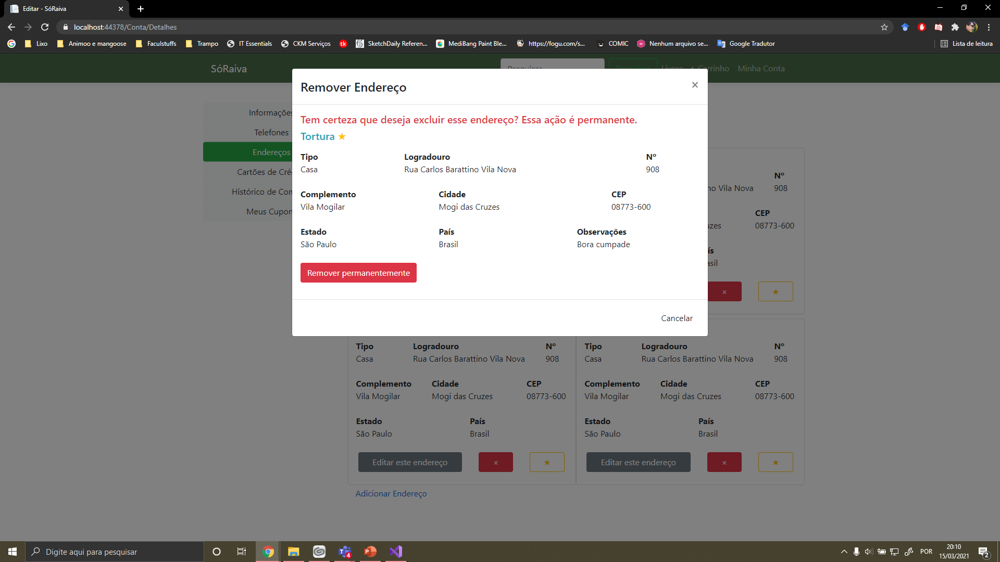 Editar - SóRaiva
localhost:44378/Conta/Detalhes
Lixo Animoo e mangoose Faculstuffs Trampo IT Essentials CKM Serviços tk SketchDaily Referen... MediBang Paint Ble... https://fogu.com/s... COMIC Nenhum arquivo se... Google Tradutor Lista de leitura
SóRaiva Pesquisar Pesquisar Livros Carrinho Minha Conta
Remover Endereço ×
Tem certeza que deseja excluir esse endereço? Essa ação é permanente.
Tortura ★
Tipo Logradouro Nº
Casa Rua Carlos Barattino Vila Nova 908
Complemento Cidade CEP
Vila Mogilar Mogi das Cruzes 08773-600
Estado País Observações
São Paulo Brasil Bora cumpade
Remover permanentemente
Cancelar
Informações
Telefones
Endereços
Cartões de Cré
Histórico de Com
Meus Cupon
Nº
no Vila Nova 908
CEP
uzes 08773-600
ís
asil
× ★
Tipo Logradouro Nº
Casa Rua Carlos Barattino Vila Nova 908
Complemento Cidade CEP
Vila Mogilar Mogi das Cruzes 08773-600
Estado País
São Paulo Brasil
Editar este endereço × ★
Tipo Logradouro Nº
Casa Rua Carlos Barattino Vila Nova 908
Complemento Cidade CEP
Vila Mogilar Mogi das Cruzes 08773-600
Estado País
São Paulo Brasil
Editar este endereço × ★
Adicionar Endereço
Digite aqui para pesquisar
4
POR
20:10
15/03/2021
2